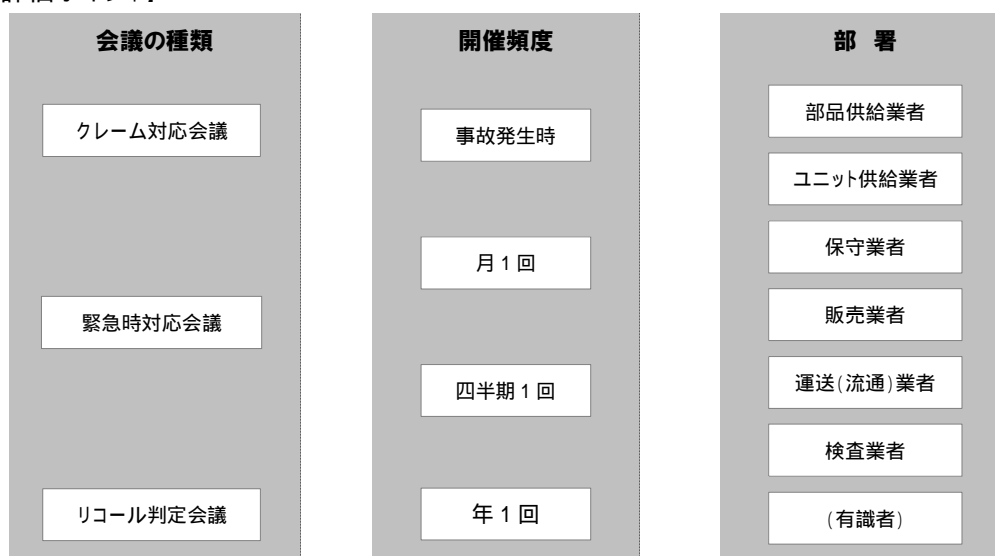 会議の種類
クレーム対応会議
緊急時対応会議
リコール判定会議
開催頻度
事故発生時
月1回
四半期1回
年1回
部 署
部品供給業者
ユニット供給業者
保守業者
販売業者
運送(流通)業者
検査業者
(有識者)